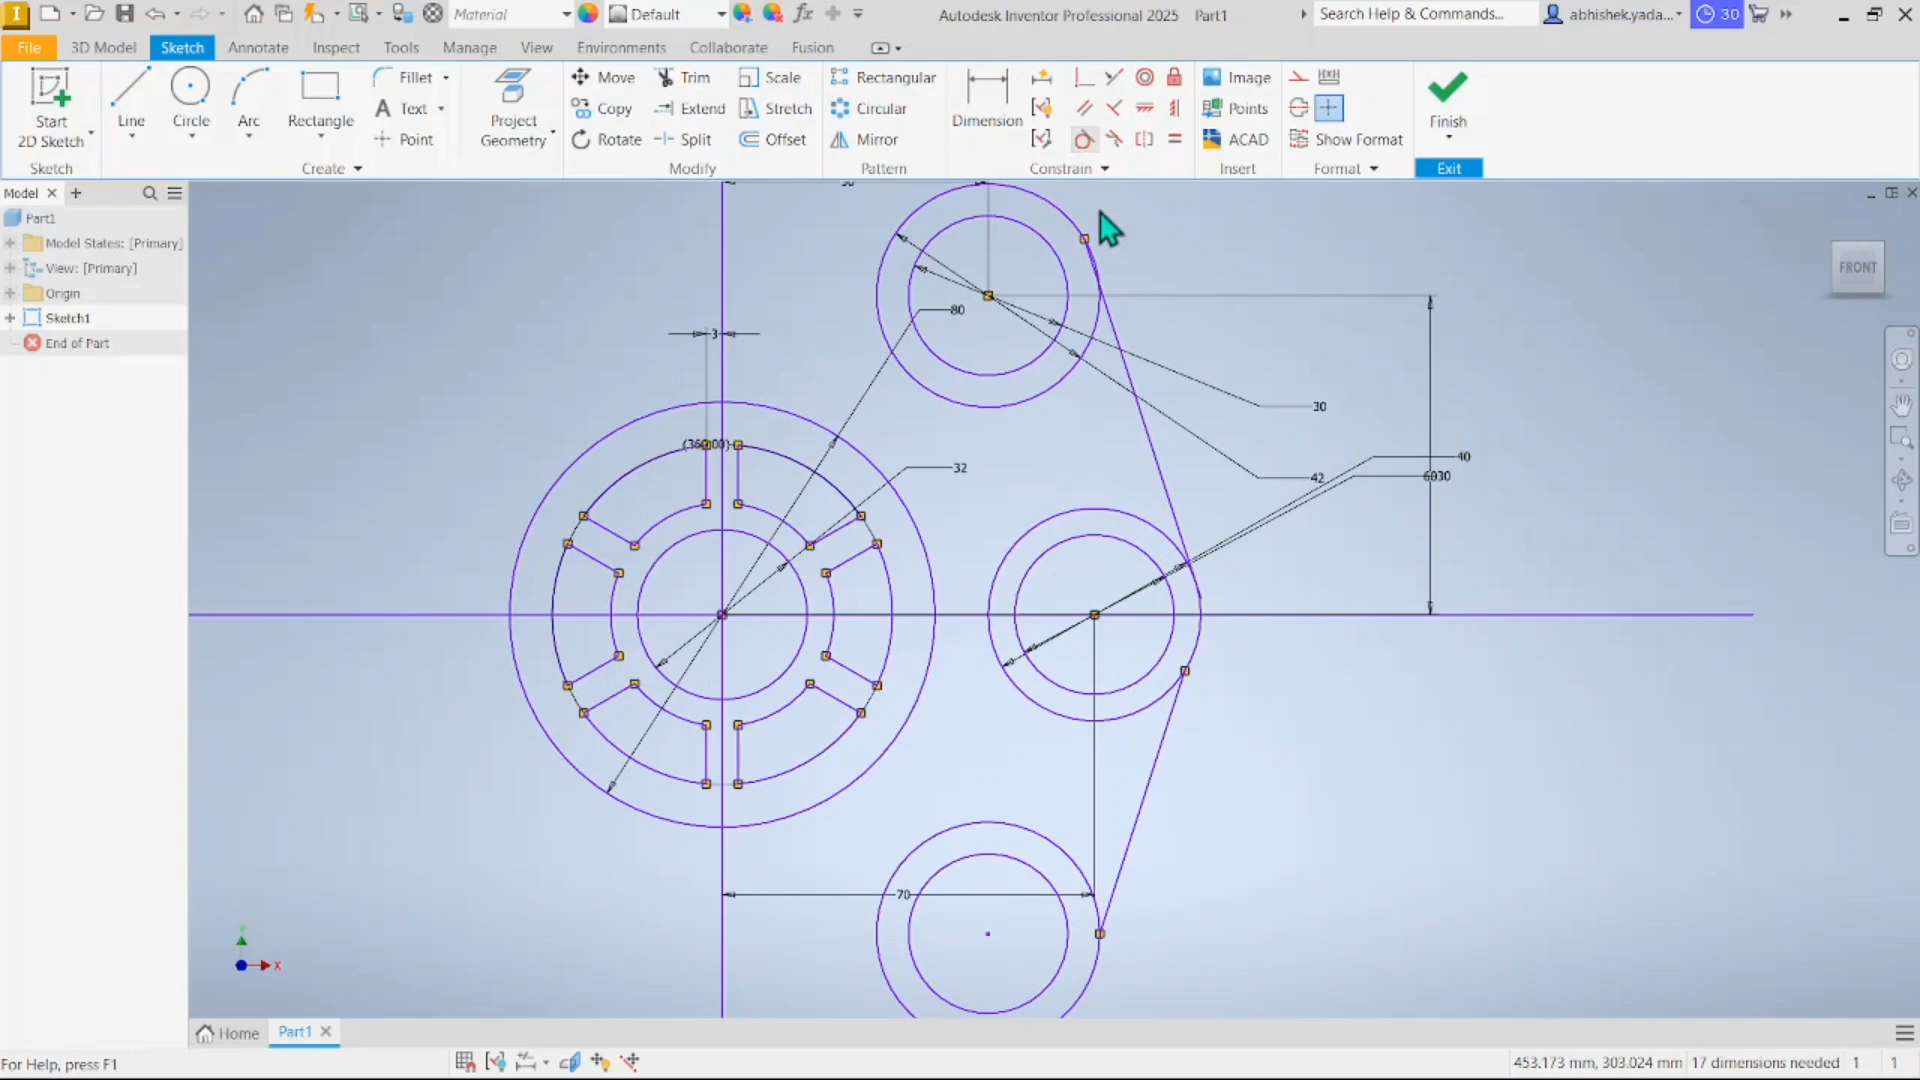 I PRO Material Default fx Autodesk Inventor Professional 2025 Part1 Search Help & Commands... abhishek.yada... 30
File 3D Model Sketch Annotate Inspect Tools Manage View Environments Collaborate Fusion
Start 2D Sketch Line Circle Arc Rectangle Fillet Text Point Project Geometry
Move Trim Scale Rectangular Dimension Image
Copy Extend Stretch Circular Points
Rotate Split Offset Mirror ACAD Show Format Finish
Sketch Create Modify Pattern Constrain Insert Format Exit
Model
Part1
Model States: [Primary]
View: [Primary]
Origin
Sketch1
End of Part
FRONT
80
3
30
32
40
42
70
X
Home Part1
For Help, press F1 453.173 mm, 303.024 mm 17 dimensions needed 1 1